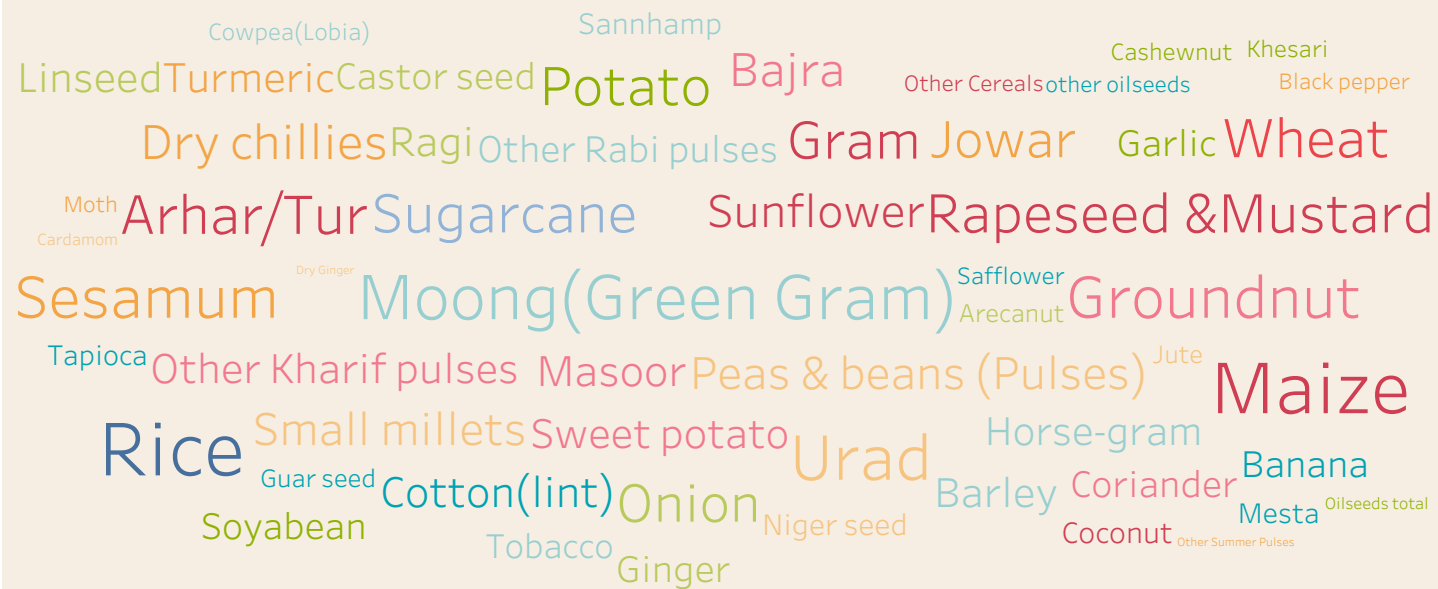 Cowpea(Lobia) Sannhamp
Cashewnut Khesari
Linseed Turmeric Castor seed Potato Bajra Other Cereals other oilseeds Black pepper
Dry chillies Ragi Other Rabi pulses Gram Jowar Garlic Wheat
Moth Arhar/Tur Sugarcane Sunflower Rapeseed &Mustard
Cardamom
Dry Ginger
Sesamum Moong(Green Gram) Safflower Groundnut
Arecanut
Tapioca Other Kharif pulses Masoor Peas & beans (Pulses) Jute Maize
Rice Small millets Sweet potato Urad Horse-gram
Guar seed Cotton(lint) Onion Barley Coriander Banana
Soyabean Niger seed Mesta Oilseeds total
Tobacco Coconut Other Summer Pulses
Ginger